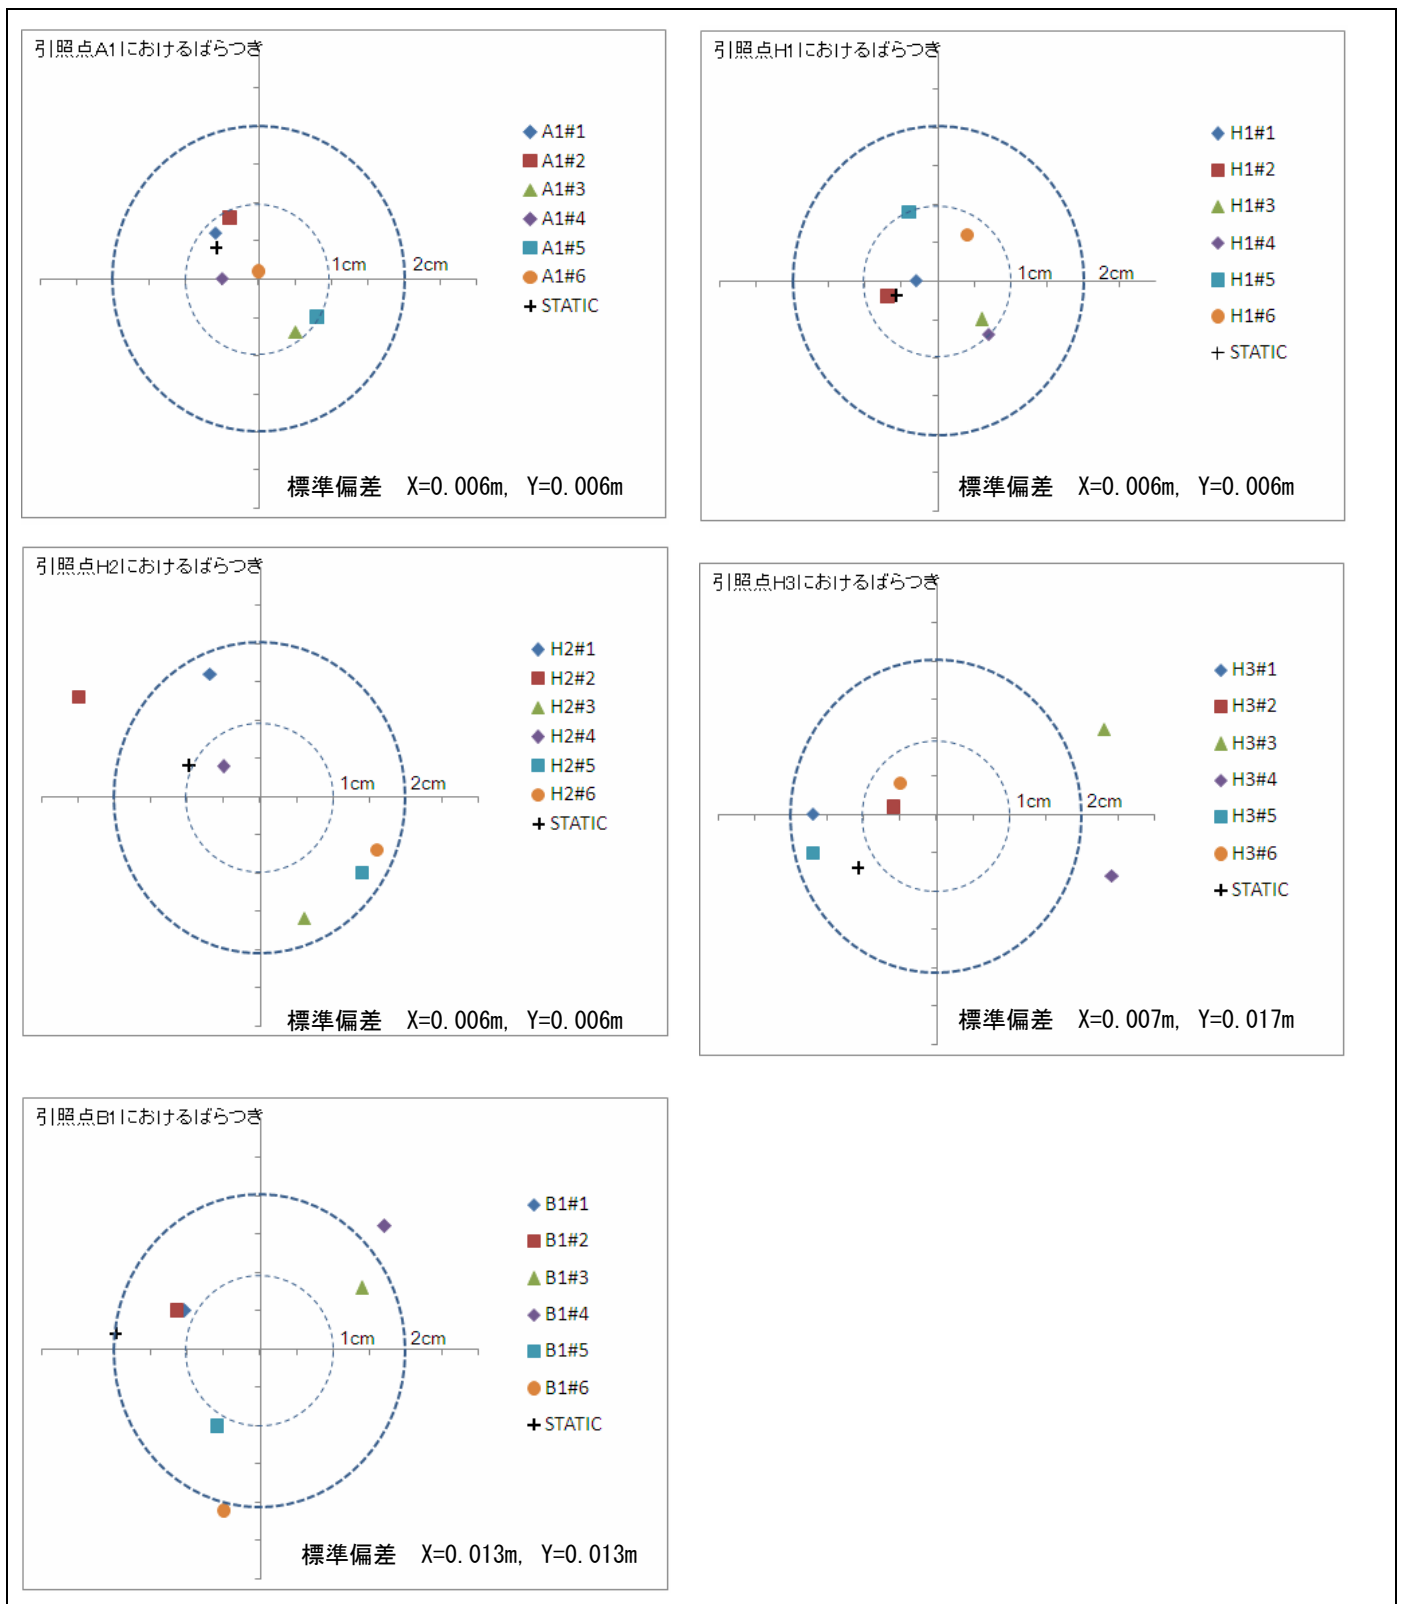 引照点A1におけるばらつき
A1#1
A1#2
A1#3
A1#4
A1#5
A1#6
STATIC
1cm
2cm
標準偏差 X=0.006m, Y=0.006m
引照点H1におけるばらつき
H1#1
H1#2
H1#3
H1#4
H1#5
H1#6
STATIC
1cm
2cm
標準偏差 X=0.006m, Y=0.006m
引照点H2におけるばらつき
H2#1
H2#2
H2#3
H2#4
H2#5
H2#6
STATIC
1cm
2cm
標準偏差 X=0.006m, Y=0.006m
引照点H3におけるばらつき
H3#1
H3#2
H3#3
H3#4
H3#5
H3#6
STATIC
1cm
2cm
標準偏差 X=0.007m, Y=0.017m
引照点B1におけるばらつき
B1#1
B1#2
B1#3
B1#4
B1#5
B1#6
STATIC
1cm
2cm
標準偏差 X=0.013m, Y=0.013m